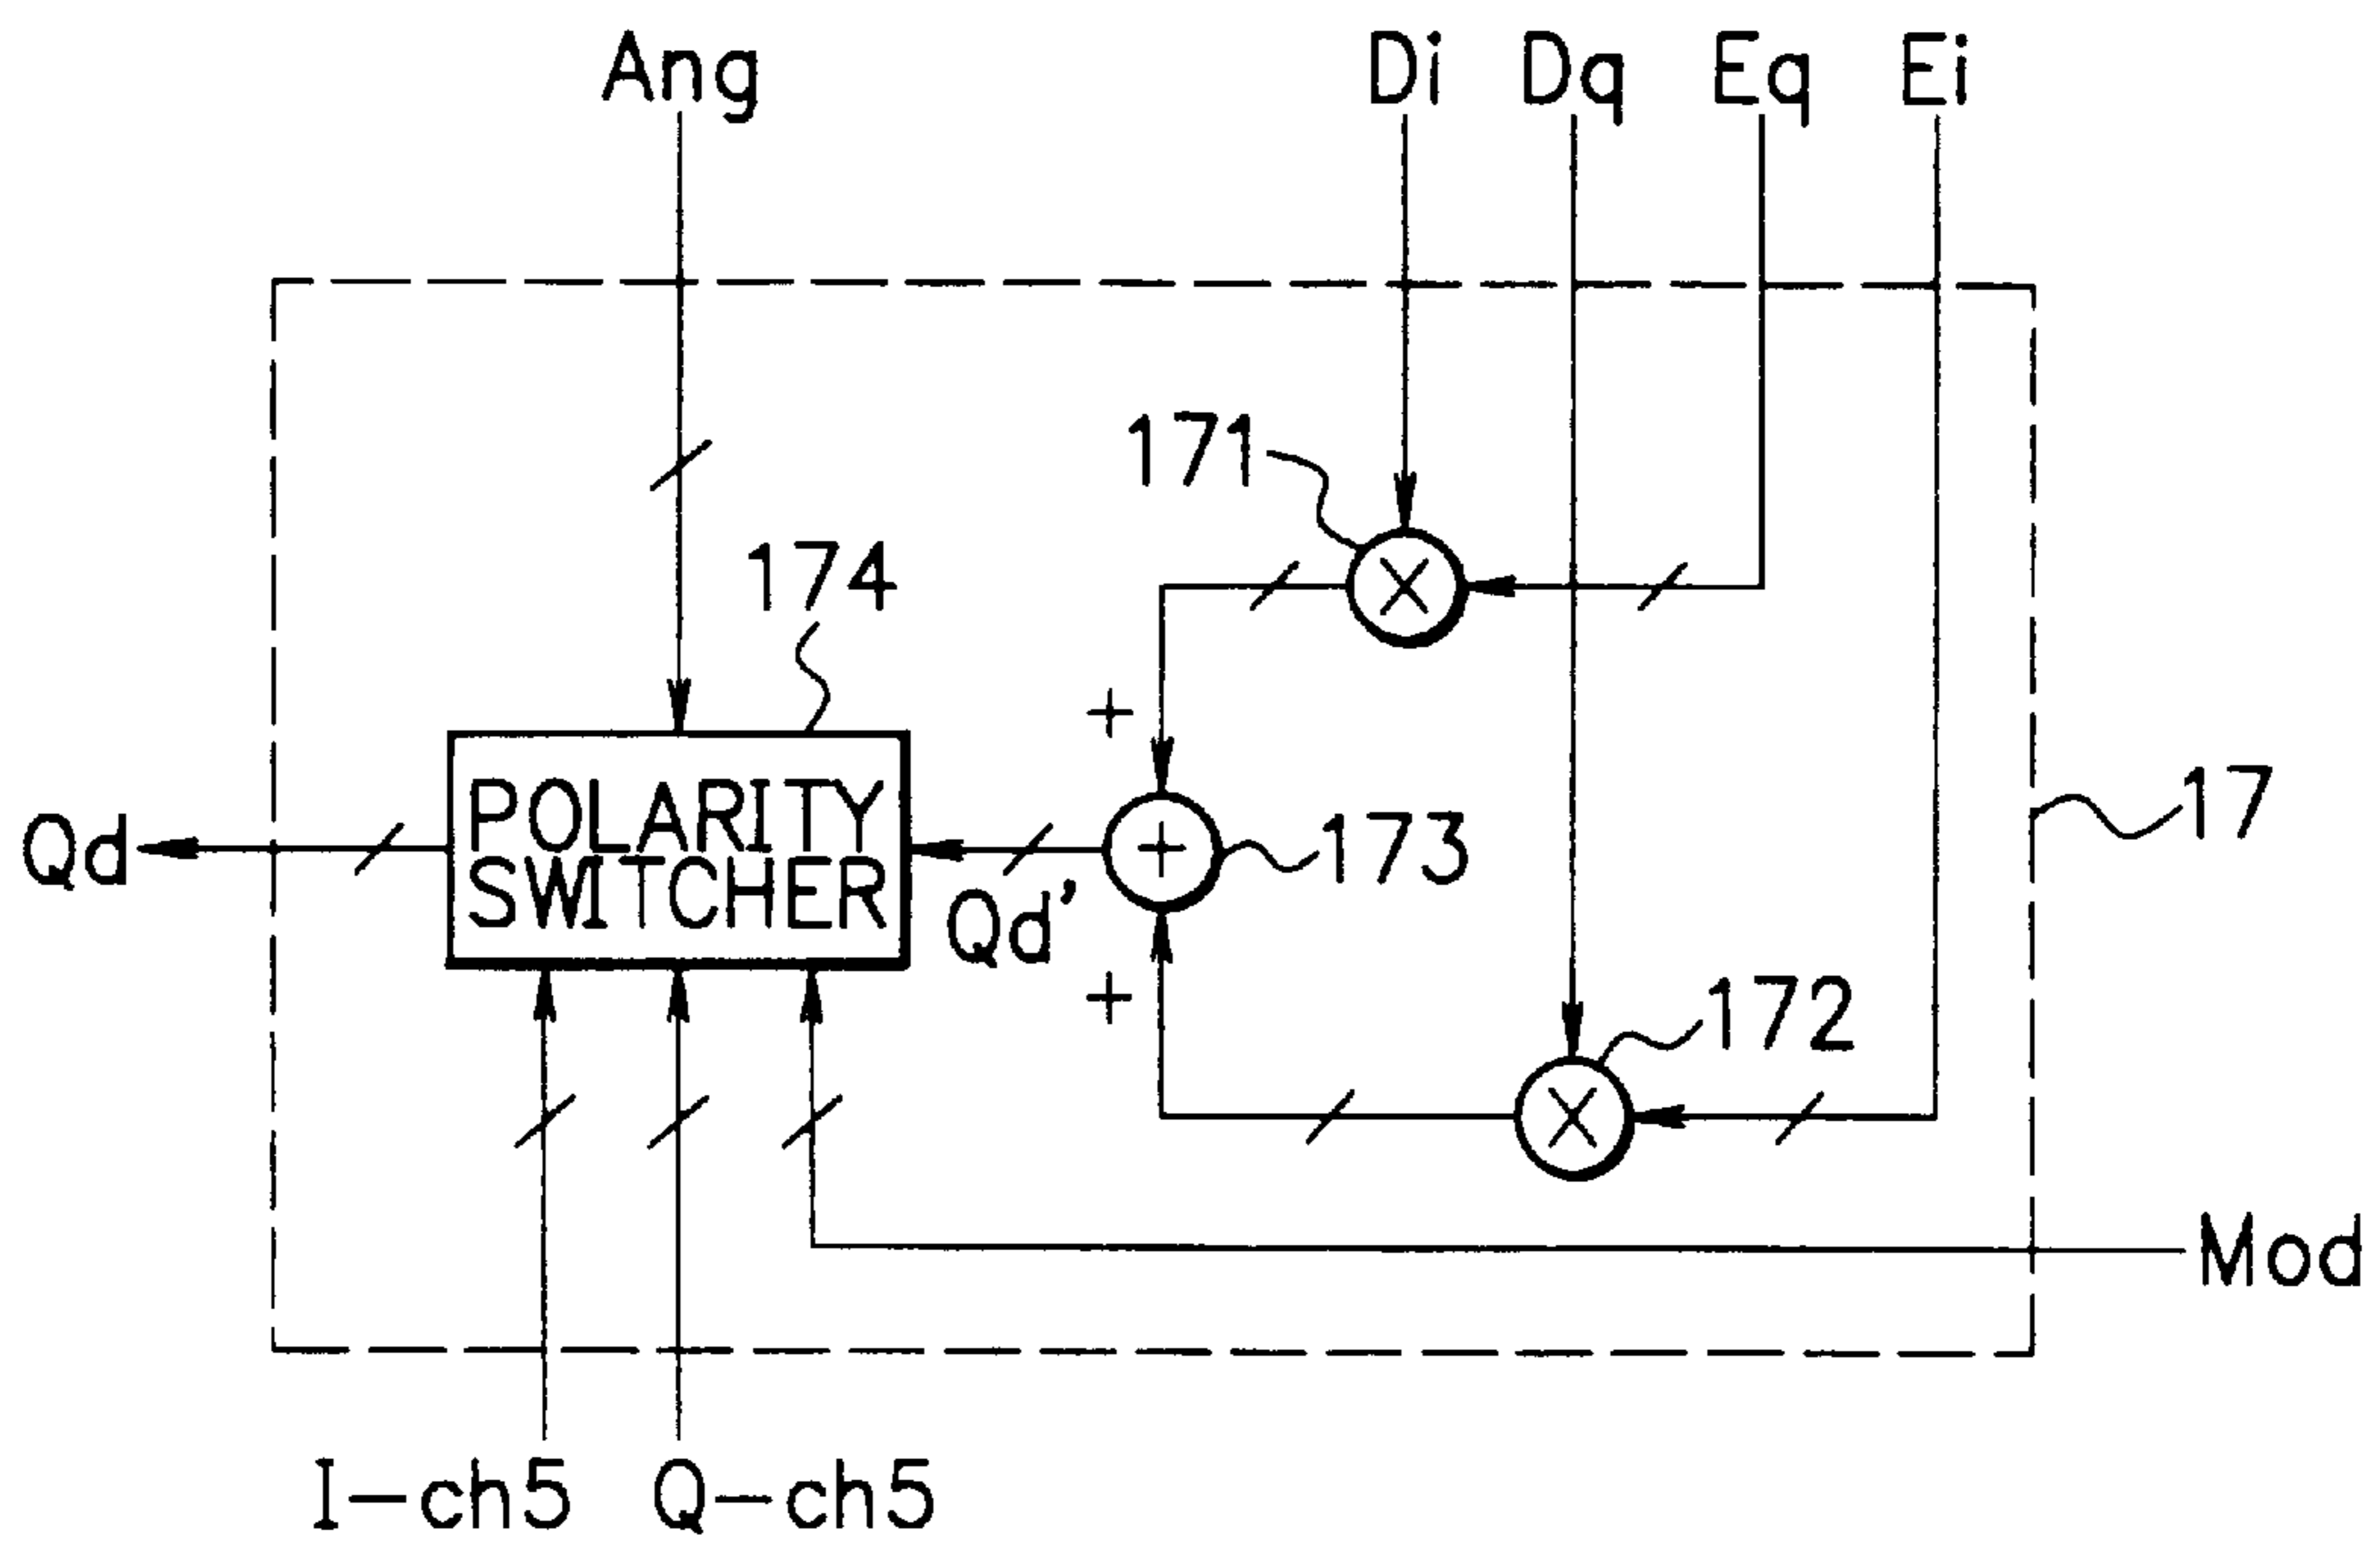 Ang Di Dq Eq Ei
171
174
+
POLARITY
SWITCHER
Qd
Qd'
173
17
+
172
Mod
I-ch5 Q-ch5